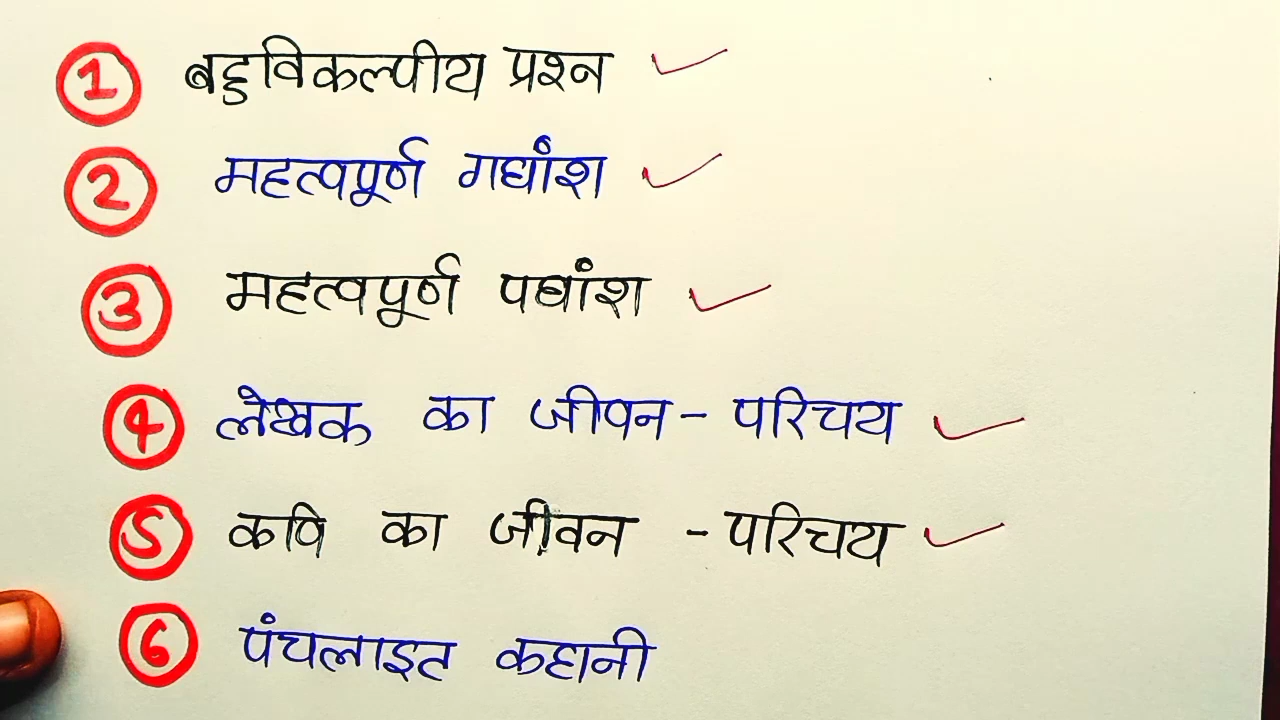 1 बहुविकल्पीय प्रश्न
2 महत्वपूर्ण गद्यांश
3 महत्वपूर्ण पद्यांश
4 लेखक का जीवन - परिचय
5 कवि का जीवन - परिचय
6 पंचलाइट कहानी